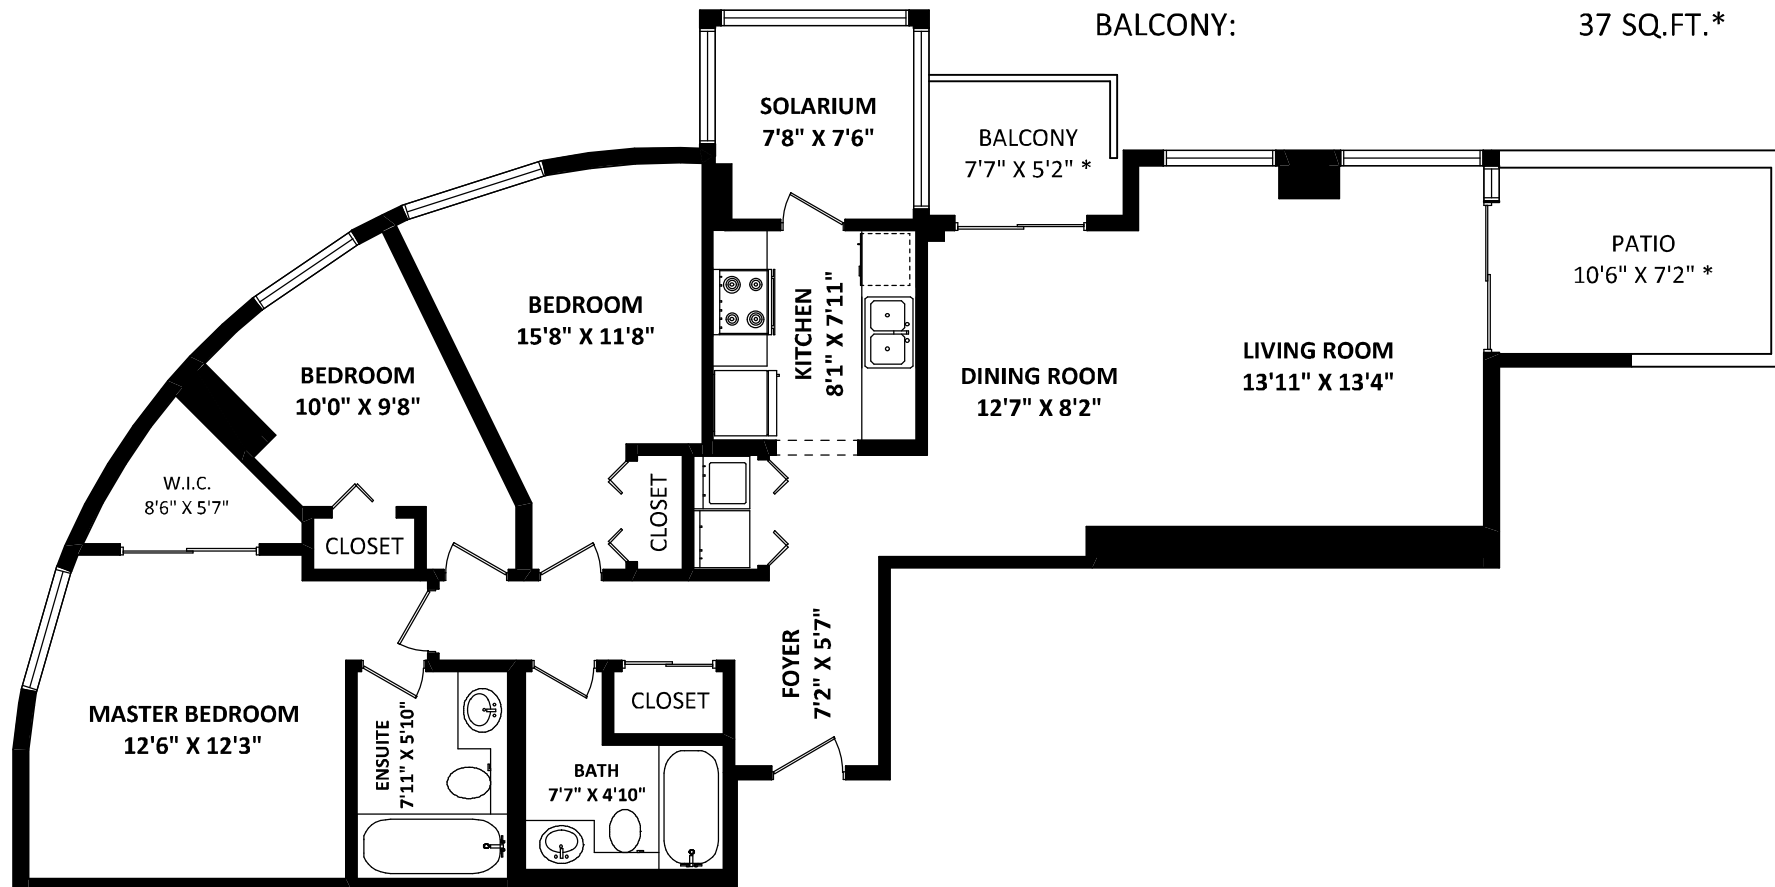 BALCONY: 37 SQ.FT.*
SOLARIUM
7'8" X 7'6"
BALCONY
7'7" X 5'2" *
PATIO
10'6" X 7'2" *
BEDROOM
15'8" X 11'8"
KITCHEN
8'1" X 7'11"
LIVING ROOM
13'11" X 13'4"
DINING ROOM
12'7" X 8'2"
BEDROOM
10'0" X 9'8"
W.I.C.
8'6" X 5'7"
CLOSET
CLOSET
FOYER
7'2" X 5'7"
CLOSET
MASTER BEDROOM
12'6" X 12'3"
ENSUITE
7'11" X 5'10"
BATH
7'7" X 4'10"